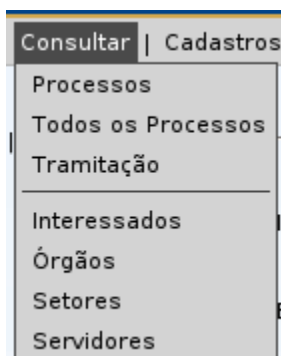 Consultar | Cadastros
Processos
Todos os Processos
Tramitação
Interessados
Órgãos
Setores
Servidores